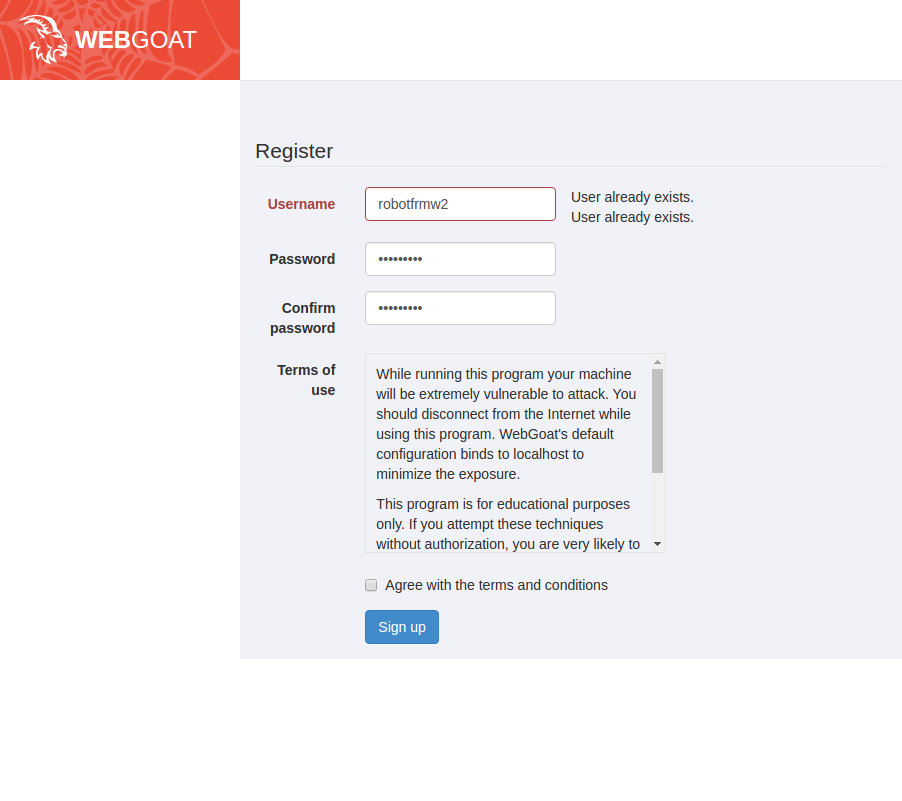 WEBGOAT
Register
Username
robotfrmw2
User already exists.
User already exists.
Password
•••••••••
Confirm
password
•••••••••
Terms of
use
While running this program your machine
will be extremely vulnerable to attack. You
should disconnect from the Internet while
using this program. WebGoat's default
configuration binds to localhost to
minimize the exposure.
This program is for educational purposes
only. If you attempt these techniques
without authorization, you are very likely to
Agree with the terms and conditions
Sign up